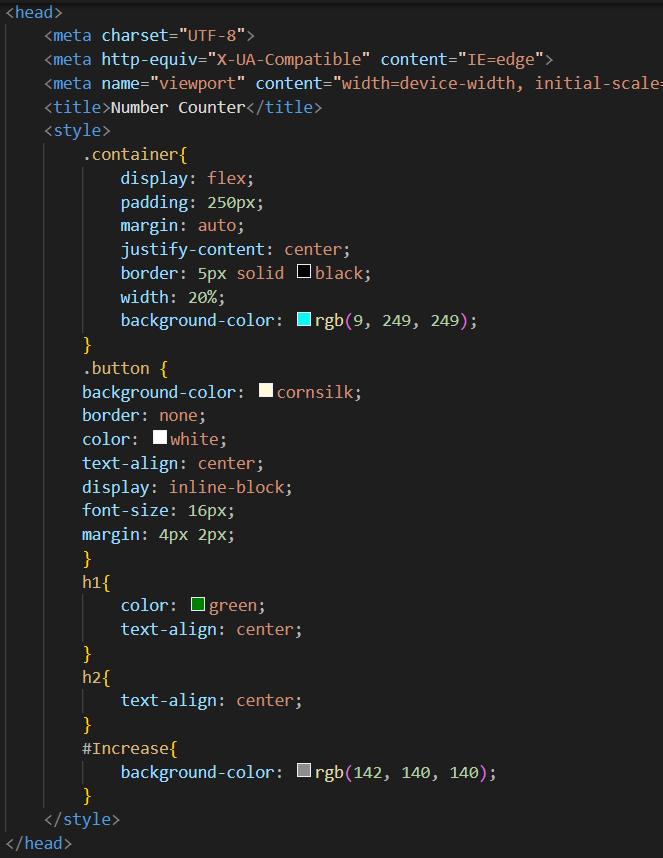 <head>
    <meta charset="UTF-8">
    <meta http-equiv="X-UA-Compatible" content="IE=edge">
    <meta name="viewport" content="width=device-width, initial-scale=
    <title>Number Counter</title>
    <style>
        .container{
            display: flex;
            padding: 250px;
            margin: auto;
            justify-content: center;
            border: 5px solid black;
            width: 20%;
            background-color: rgb(9, 249, 249);
        }
        .button {
        background-color: cornsilk;
        border: none;
        color: white;
        text-align: center;
        display: inline-block;
        font-size: 16px;
        margin: 4px 2px;
        }
        h1{
            color: green;
            text-align: center;
        }
        h2{
            text-align: center;
        }
        #Increase{
            background-color: rgb(142, 140, 140);
        }
    </style>
</head>